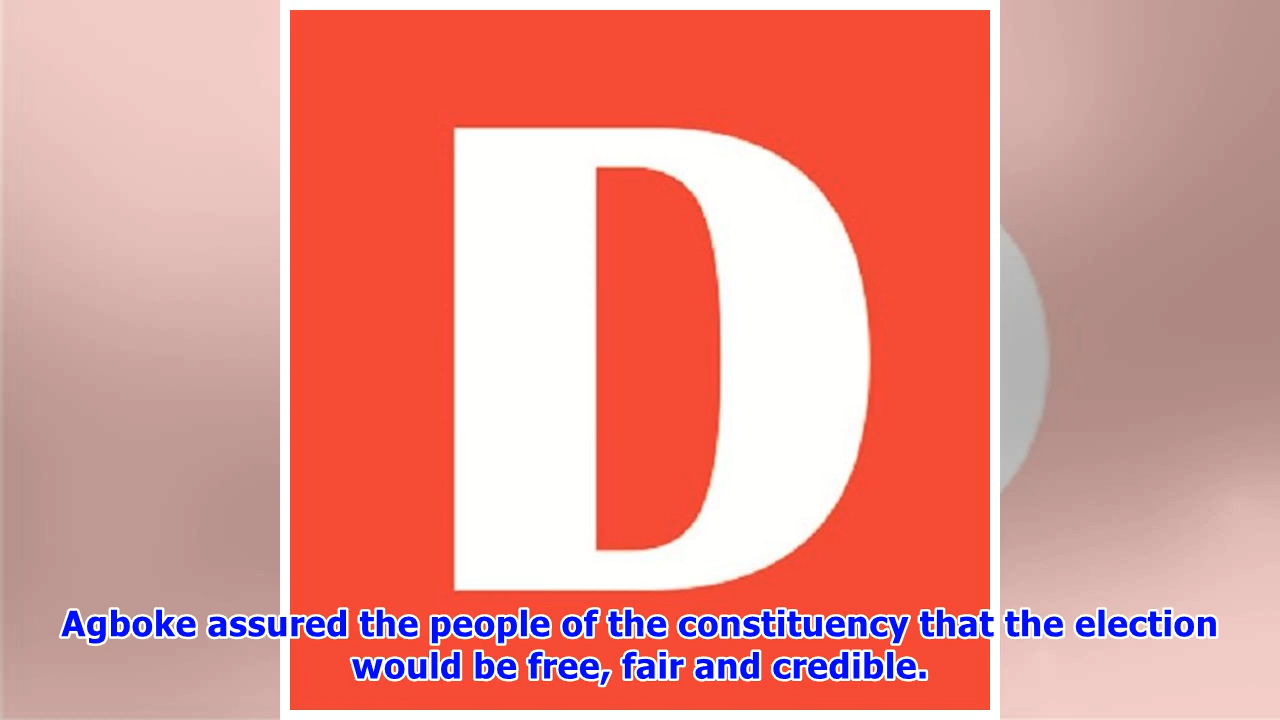 D
Agboke assured the people of the constituency that the election
would be free, fair and credible.